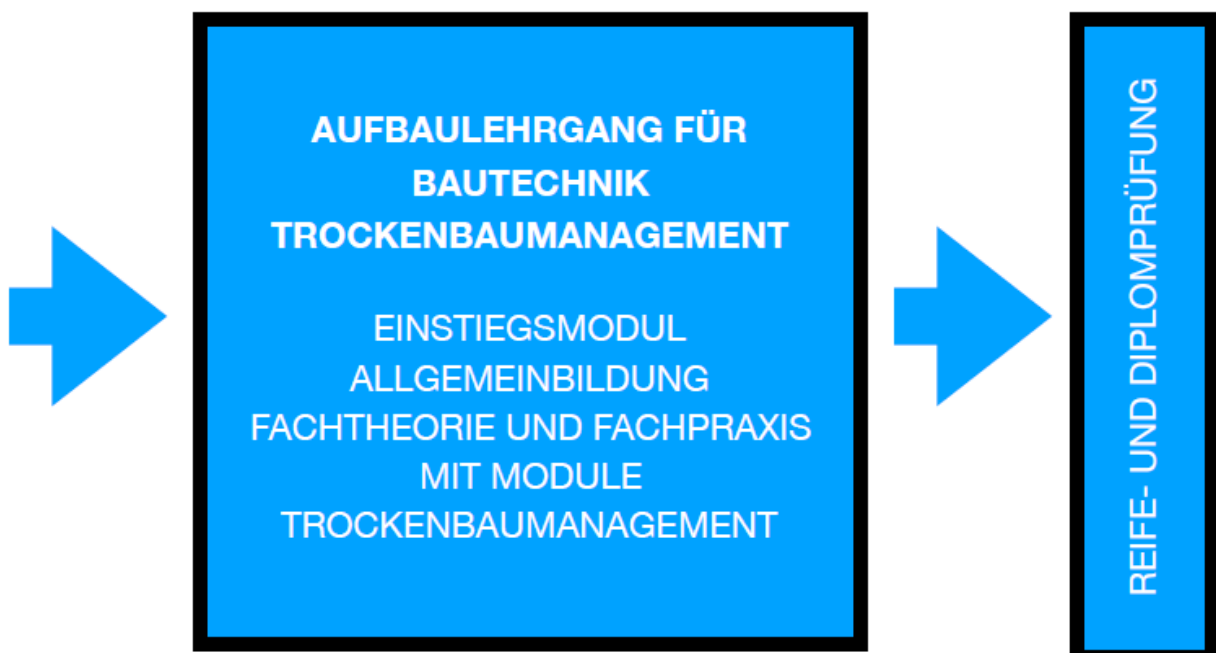 AUFBAULEHRGANG FÜR
BAUTECHNIK
TROCKENBAUMANAGEMENT
EINSTIEGSMODUL
ALLGEMEINBILDUNG
FACHTHEORIE UND FACHPRAXIS
MIT MODULE
TROCKENBAUMANAGEMENT
REIFE- UND DIPLOMPRÜFUNG